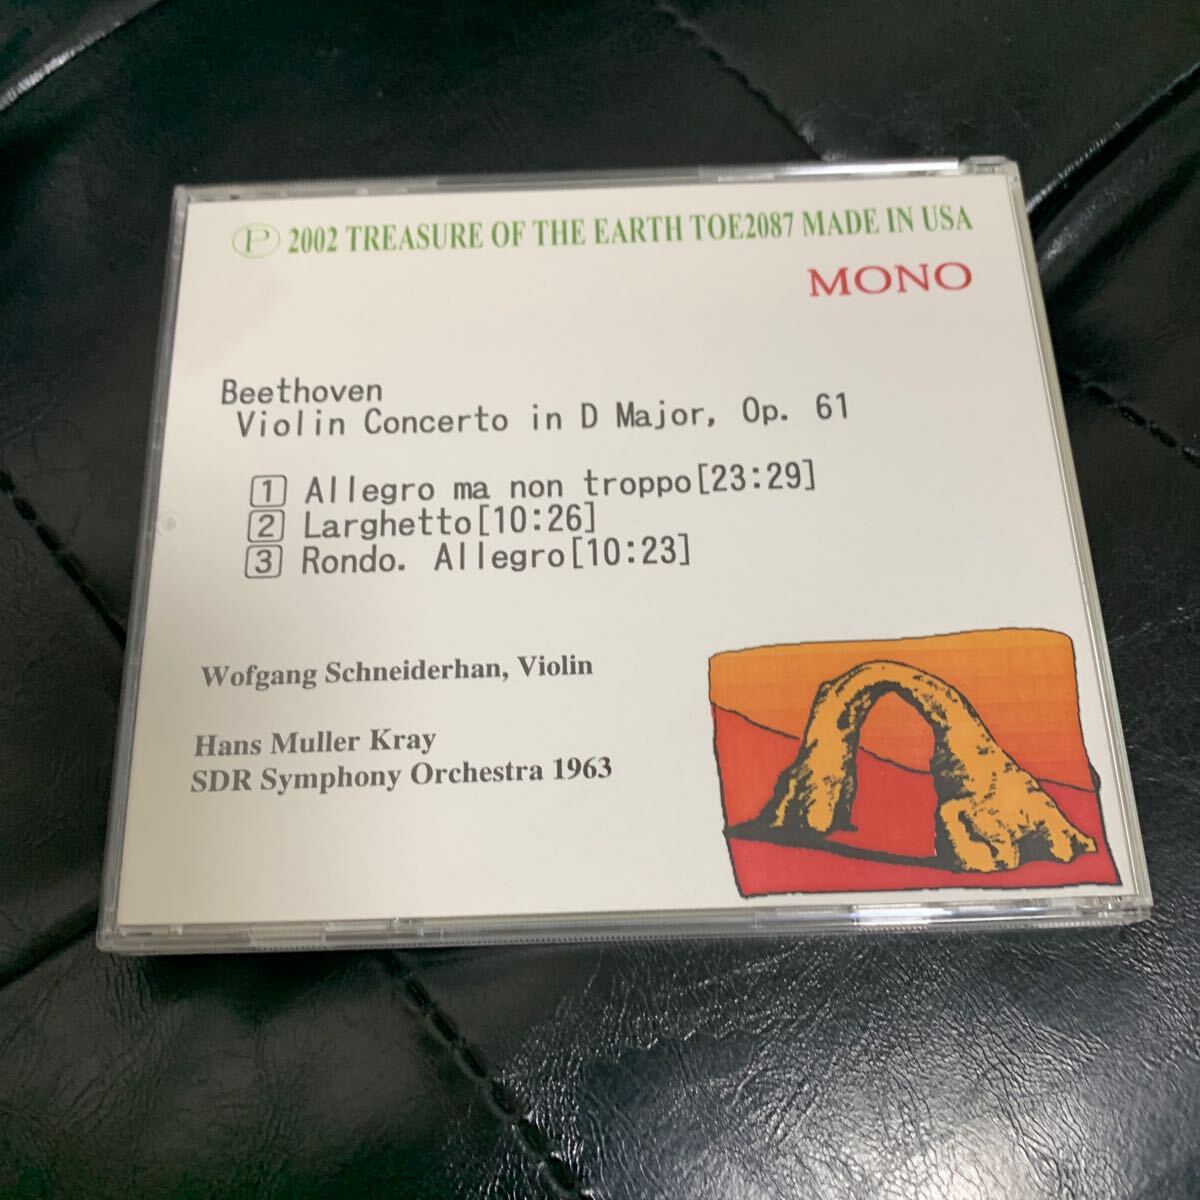 Ⓟ 2002 TREASURE OF THE EARTH TOE2087 MADE IN USA
MONO
Beethoven
Violin Concerto in D Major, Op. 61
1 Allegro ma non troppo[23:29]
2 Larghetto[10:26]
3 Rondo. Allegro[10:23]
Wofgang Schneiderhan, Violin
Hans Muller Kray
SDR Symphony Orchestra 1963